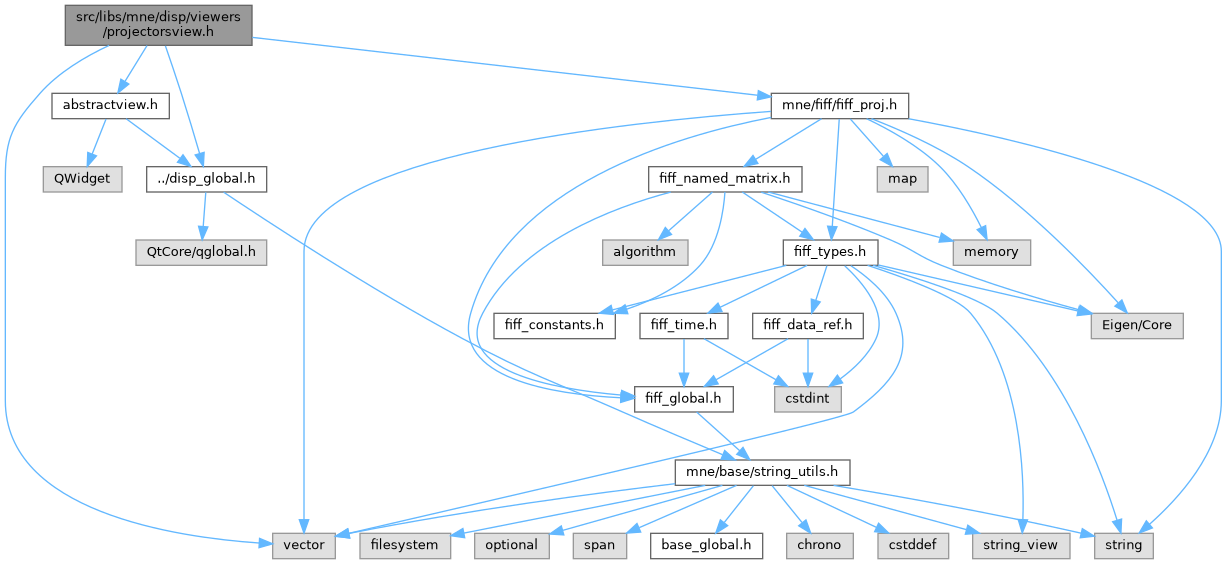 src/libs/mne/disp/viewers
/projectorsview.h
abstractview.h
mne/fiff/fiff_proj.h
QWidget
../disp_global.h
fiff_named_matrix.h
map
QtCore/qglobal.h
algorithm
fiff_types.h
memory
fiff_constants.h
fiff_time.h
fiff_data_ref.h
Eigen/Core
fiff_global.h
cstdint
mne/base/string_utils.h
vector
filesystem
optional
span
base_global.h
chrono
cstddef
string_view
string